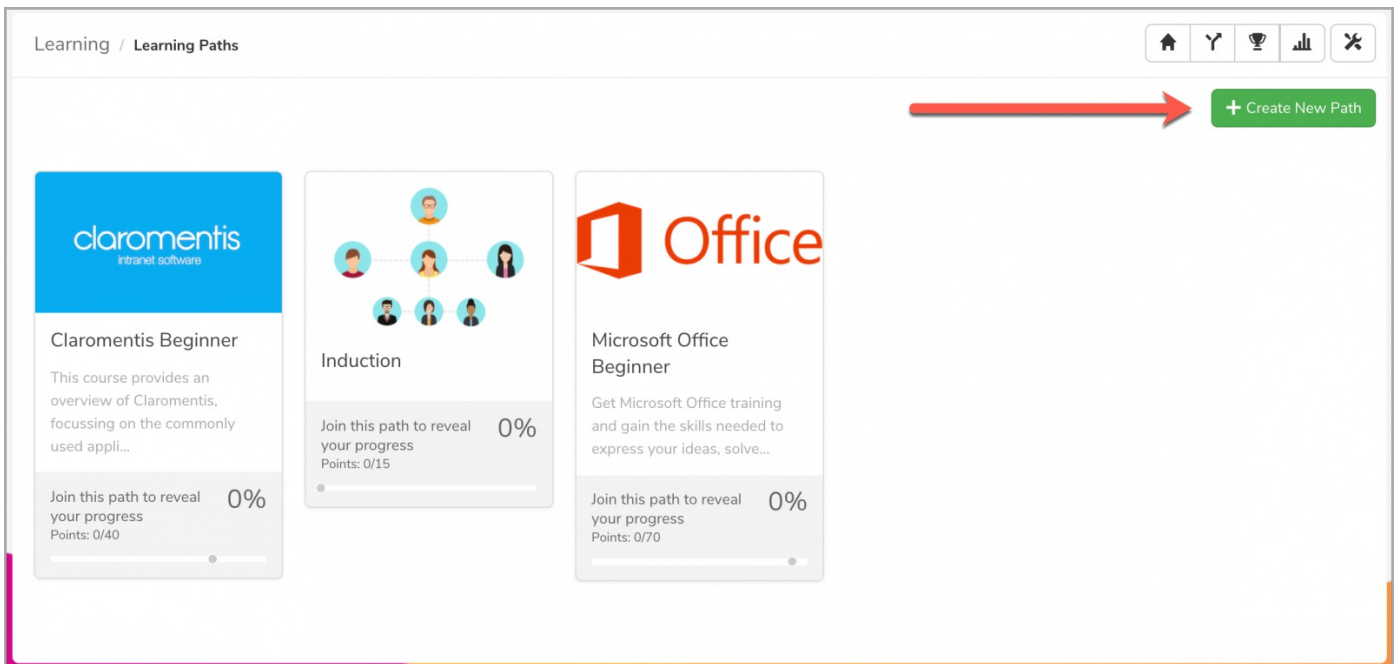 Learning / Learning Paths
+ Create New Path
claromentis
intranet software
Claromentis Beginner
This course provides an
overview of Claromentis,
focussing on the commonly
used appli...
Join this path to reveal
your progress
0%
Points: 0/40
Induction
Join this path to reveal
your progress
0%
Points: 0/15
Office
Microsoft Office
Beginner
Get Microsoft Office training
and gain the skills needed to
express your ideas, solve...
Join this path to reveal
your progress
0%
Points: 0/70